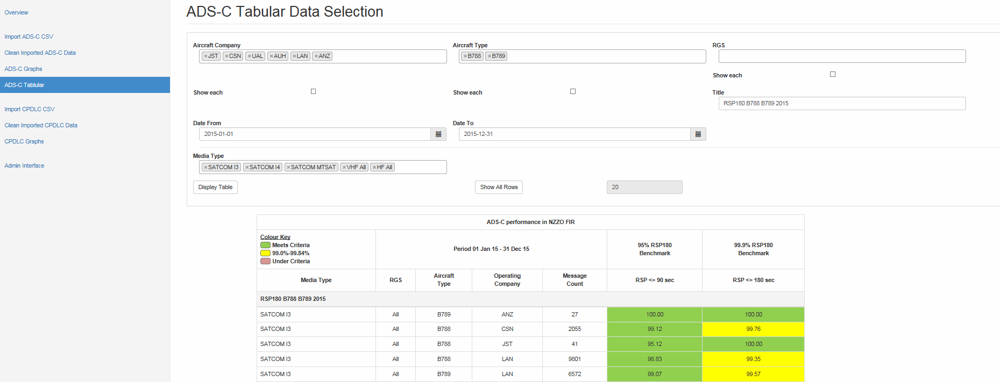 Overview
Import ADS-C CSV
Clean Imported ADS-C Data
ADS-C Graphs
ADS-C Tablular
Import CPDLC CSV
Clean Imported CPDLC Data
CPDLC Graphs
Admin Interface
ADS-C Tabular Data Selection
Aircraft Company
×JST ×CSN ×UAL ×AUH ×LAN ×ANZ
Show each
Aircraft Type
×B788 ×B789
Show each
RGS
Show each
Title
RSP180 B788 B789 2015
Date From
2015-01-01
Date To
2015-12-31
Media Type
×SATCOM I3 ×SATCOM I4 ×SATCOM MTSAT ×VHF All ×HF All
Display Table
Show All Rows
20
ADS-C performance in NZZO FIR
Colour Key
Meets Criteria
99.0%-99.84%
Under Criteria
Period 01 Jan 15 - 31 Dec 15
95% RSP180
Benchmark
99.9% RSP180
Benchmark
Media Type
RGS
Aircraft
Type
Operating
Company
Message
Count
RSP <= 90 sec
RSP <= 180 sec
RSP180 B788 B789 2015
SATCOM I3 All B789 ANZ 27 100.00 100.00
SATCOM I3 All B788 CSN 2055 99.12 99.76
SATCOM I3 All B788 JST 41 95.12 100.00
SATCOM I3 All B788 LAN 9801 98.83 99.35
SATCOM I3 All B789 LAN 6572 99.07 99.57